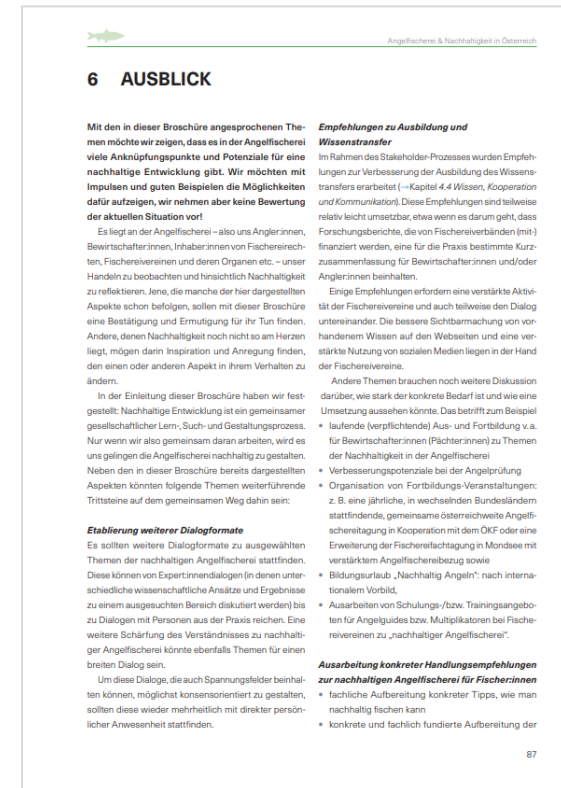 Angelfischerei & Nachhaltigkeit in Österreich
6 AUSBLICK
Mit den in dieser Broschüre angesprochenen The-
men möchte wir zeigen, dass es in der Angelfischerei
viele Anknüpfungspunkte und Potenziale für eine
nachhaltige Entwicklung gibt. Wir möchten mit
Impulsen und guten Beispielen die Möglichkeiten
dafür aufzeigen, wir nehmen aber keine Bewertung
der aktuellen Situation vor!
Es liegt an der Angelfischerei – also uns Angler:innen,
Bewirtschafter:innen, Inhaber:innen von Fischereirech-
ten, Fischereivereinen und deren Organen etc. – unser
Handeln zu beobachten und hinsichtlich Nachhaltigkeit
zu reflektieren. Jene, die manche der hier dargestellten
Aspekte schon befolgen, sollen mit dieser Broschüre
eine Bestätigung und Ermutigung für ihr Tun finden.
Andere, denen Nachhaltigkeit noch nicht so am Herzen
liegt, mögen darin Inspiration und Anregung finden,
den einen oder anderen Aspekt in ihrem Verhalten zu
ändern.
In der Einleitung dieser Broschüre haben wir fest-
gestellt: Nachhaltige Entwicklung ist ein gemeinsamer
gesellschaftlicher Lern-, Such- und Gestaltungsprozess.
Nur wenn wir also gemeinsam daran arbeiten, wird es
uns gelingen die Angelfischerei nachhaltig zu gestalten.
Neben den in dieser Broschüre bereits dargestellten
Aspekten könnten folgende Themen weiterführende
Trittsteine auf dem gemeinsamen Weg dahin sein:
Etablierung weiterer Dialogformate
Es sollten weitere Dialogformate zu ausgewählten
Themen der nachhaltigen Angelfischerei stattfinden.
Diese können von Expert:innendialogen (in denen unter-
schiedliche wissenschaftliche Ansätze und Ergebnisse
zu einem ausgesuchten Bereich diskutiert werden) bis
zu Dialogen mit Personen aus der Praxis reichen. Eine
weitere Schärfung des Verständnisses zu nachhalti-
ger Angelfischerei könnte ebenfalls Themen für einen
breiten Dialog sein.
Um diese Dialoge, die auch Spannungsfelder beinhal-
ten können, möglichst konsensorientiert zu gestalten,
sollten diese wieder mehrheitlich mit direkter persön-
licher Anwesenheit stattfinden.
Empfehlungen zu Ausbildung und
Wissenstransfer
Im Rahmen des Stakeholder-Prozesses wurden Empfeh-
lungen zur Verbesserung der Ausbildung des Wissens-
transfers erarbeitet (→Kapitel 4.4 Wissen, Kooperation
und Kommunikation). Diese Empfehlungen sind teilweise
relativ leicht umsetzbar, etwa wenn es darum geht, dass
Forschungsberichte, die von Fischereiverbänden (mit-)
finanziert werden, eine für die Praxis bestimmte Kurz-
zusammenfassung für Bewirtschafter:innen und/oder
Angler:innen beinhalten.
Einige Empfehlungen erfordern eine verstärkte Aktivi-
tät der Fischereivereine und auch teilweise den Dialog
untereinander. Die bessere Sichtbarmachung von vor-
handenem Wissen auf den Webseiten und eine ver-
stärkte Nutzung von sozialen Medien liegen in der Hand
der Fischereivereine.
Andere Themen brauchen noch weitere Diskussion
darüber, wie stark der konkrete Bedarf ist und wie eine
Umsetzung aussehen könnte. Das betrifft zum Beispiel
• laufende (verpflichtende) Aus- und Fortbildung v.a.
für Bewirtschafter:innen (Pächter:innen) zu Themen
der Nachhaltigkeit in der Angelfischerei
• Verbesserungspotenziale bei der Angelprüfung
• Organisation von Fortbildungs-Veranstaltungen:
z. B. eine jährliche, in wechselnden Bundesländern
stattfindende, gemeinsame österreichweite Angelfi-
schereitagung in Kooperation mit dem ÖKF oder eine
Erweiterung der Fischereifachtagung in Mondsee mit
verstärktem Angelfischereibezug sowie
• Bildungsurlaub „Nachhaltig Angeln": nach interna-
tionalem Vorbild,
• Ausarbeiten von Schulungs-/bzw. Trainingsangebo-
ten für Angelguides bzw. Multiplikatoren bei Fische-
reivereinen zu „nachhaltiger Angelfischerei".
Ausarbeitung konkreter Handlungsempfehlungen
zur nachhaltigen Angelfischerei für Fischer:innen
• fachliche Aufbereitung konkreter Tipps, wie man
nachhaltig fischen kann
• konkrete und fachlich fundierte Aufbereitung der
87